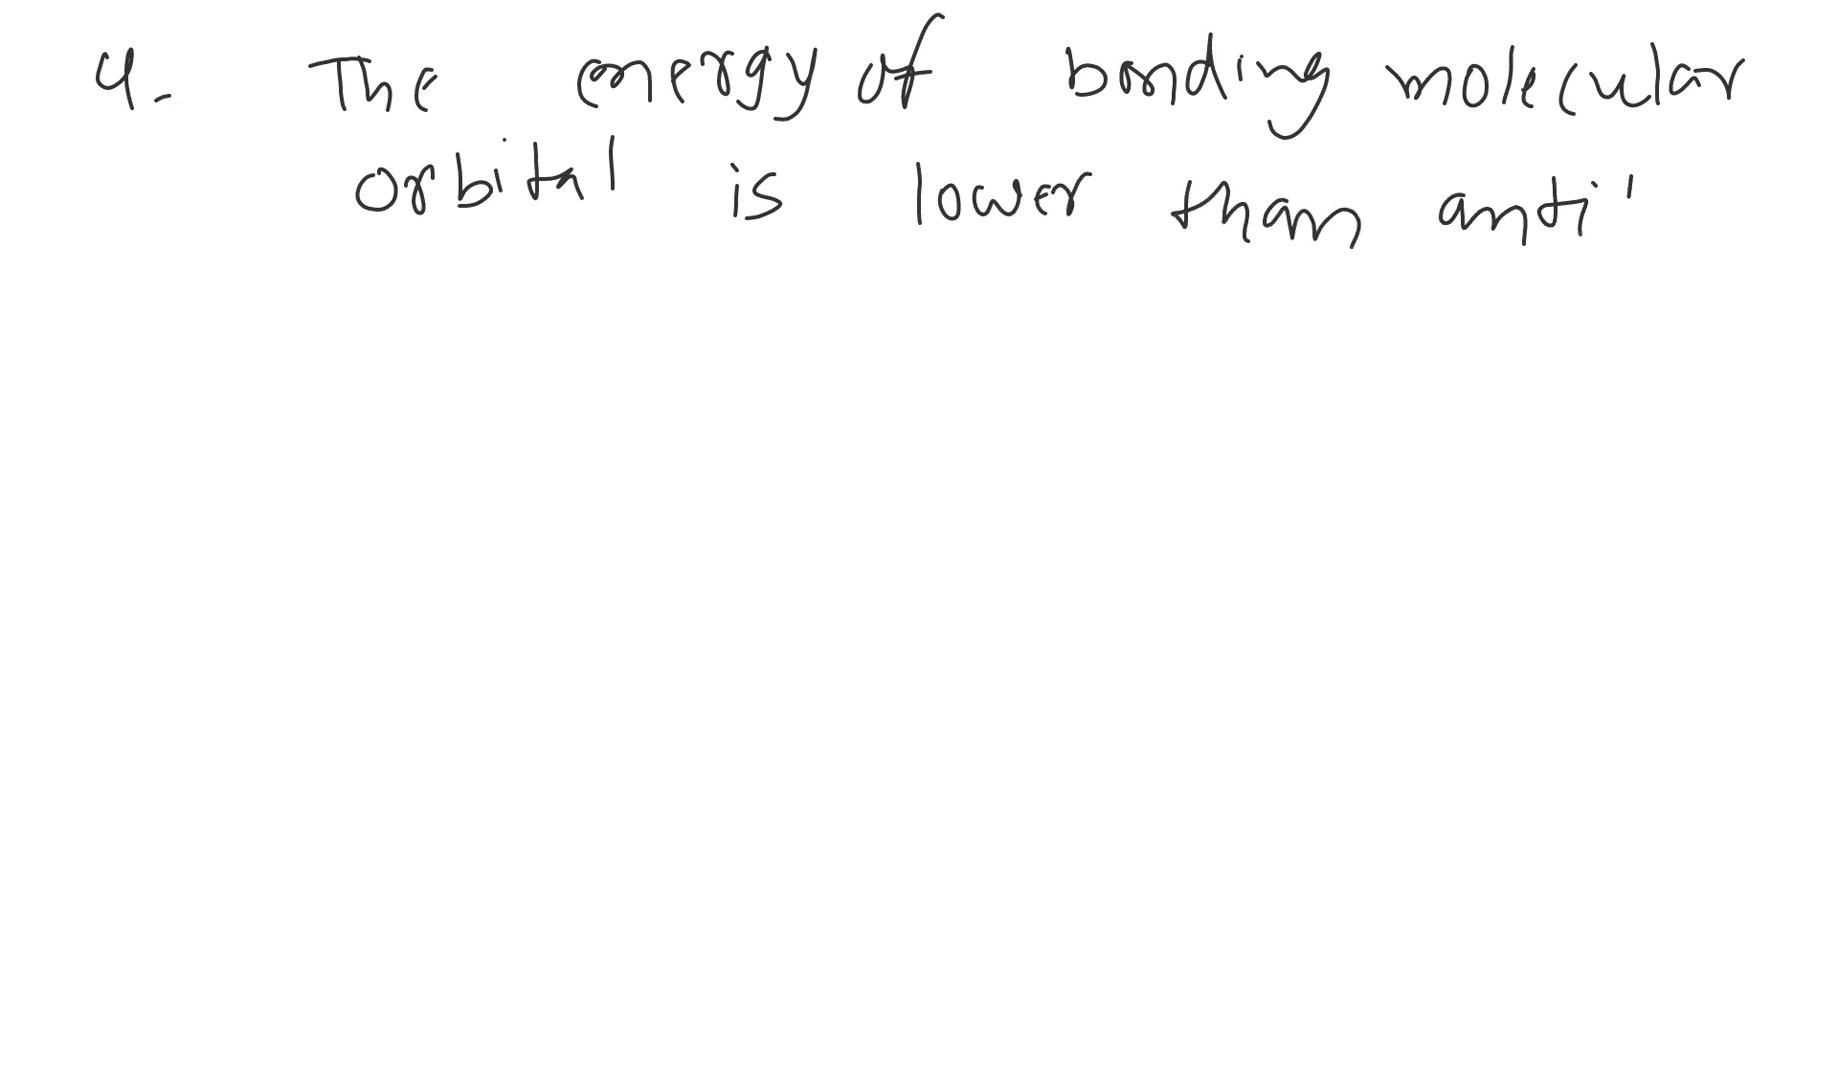 4. The energy of bonding molecular
orbital is lower than anti'